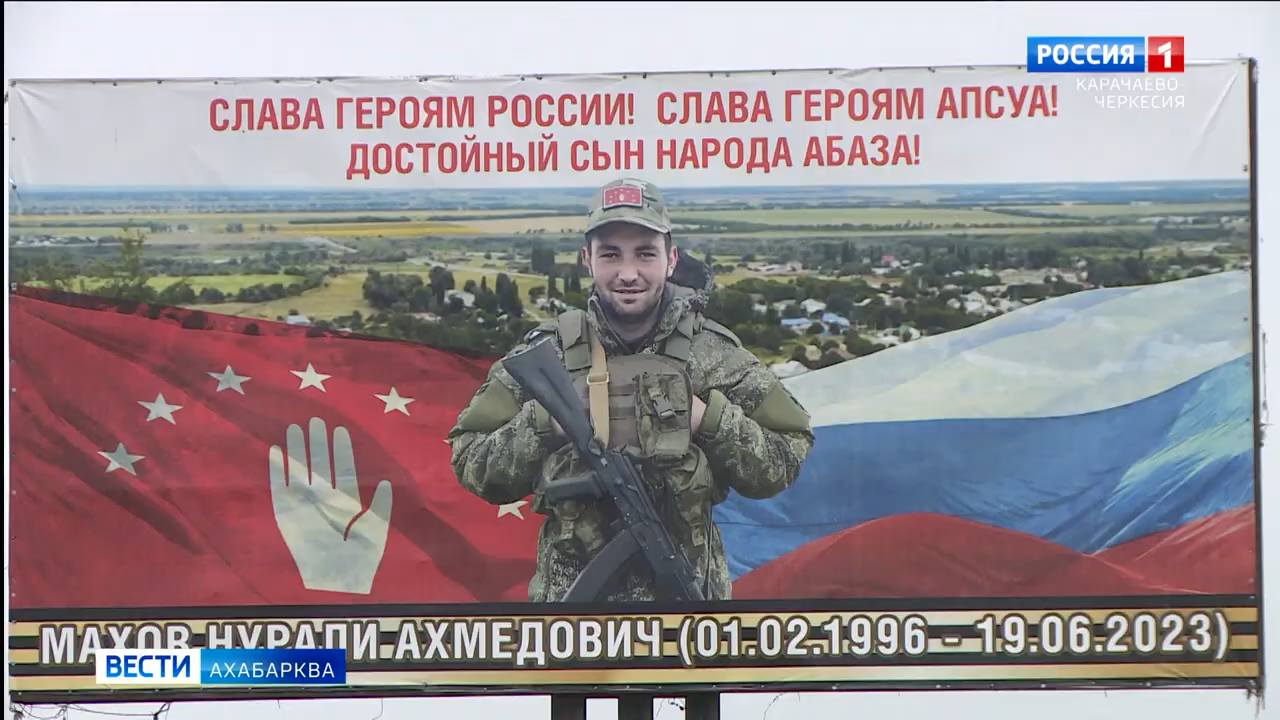 РОССИЯ 1
КАРАЧАЕВО-
ЧЕРКЕСИЯ
СЛАВА ГЕРОЯМ РОССИИ! СЛАВА ГЕРОЯМ АПСУА!
ДОСТОЙНЫЙ СЫН НАРОДА АБАЗА!
МАХОВ НУРАЛИ АХМЕДОВИЧ (01.02.1996 - 19.06.2023)
ВЕСТИ АХАБАРКВА